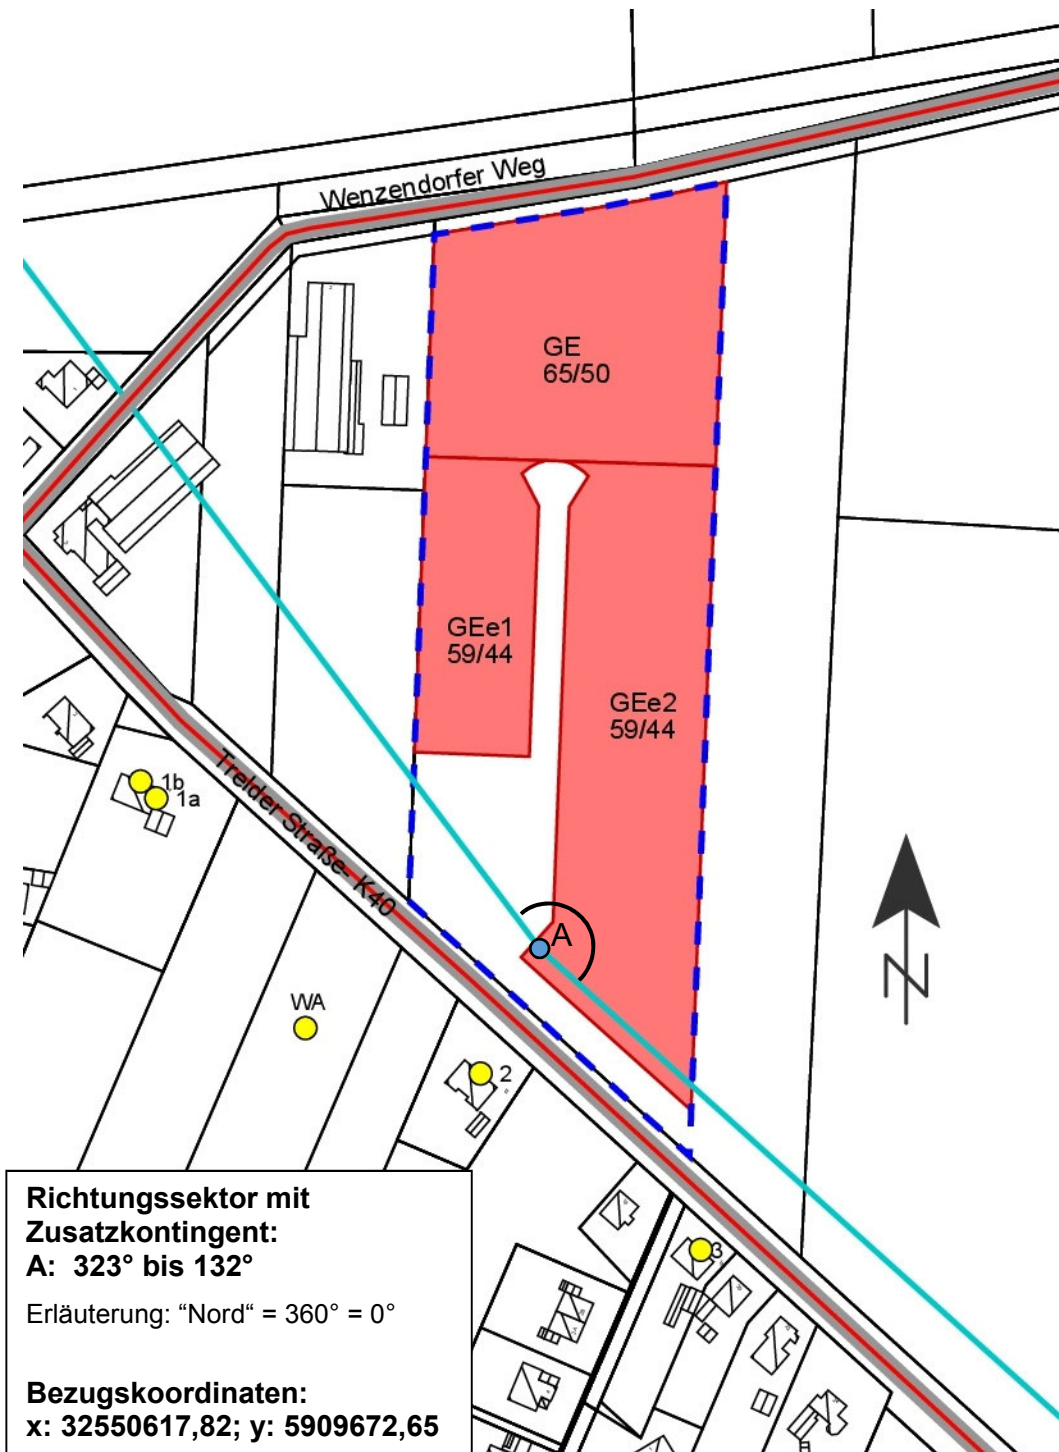 Wenzendorfer Weg
GE
65/50
GEe1
59/44
GEe2
59/44
1b
1a
Trelder Straße- K40
A
N
WA
2
3
Richtungssektor mit
Zusatzkontingent:
A: 323° bis 132°
Erläuterung: “Nord“ = 360° = 0°
Bezugskoordinaten:
x: 32550617,82; y: 5909672,65